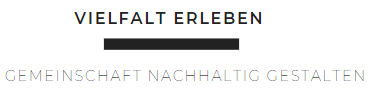 VIELFALT ERLEBEN
GEMEINSCHAFT NACHHALTIG GESTALTEN